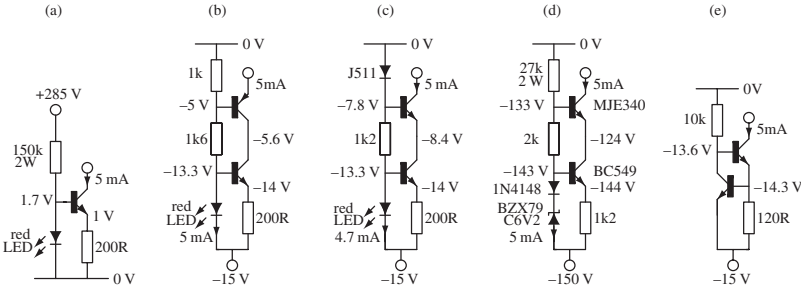 (a)
+285 V
150k
2W
5 mA
1.7 V
1 V
red
LED
200R
0 V
(b)
0 V
1k
5mA
−5 V
1k6
−5.6 V
−13.3 V
−14 V
red
LED
200R
5 mA
−15 V
(c)
0 V
J511
5 mA
−7.8 V
1k2
−8.4 V
−13.3 V
−14 V
red
LED
200R
4.7 mA
−15 V
(d)
0 V
27k
2 W
5mA
−133 V
MJE340
2k
−124 V
−143 V
BC549
1N4148
−144 V
BZX79
C6V2
1k2
5 mA
−150 V
(e)
0V
10k
5mA
−13.6 V
−14.3 V
120R
−15 V